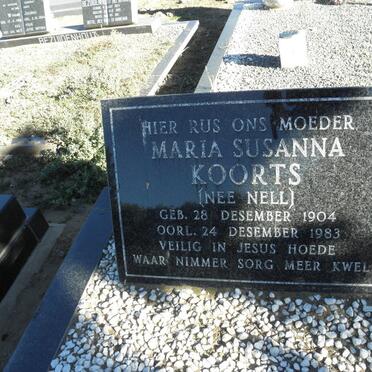 BEZUIDENHOUT
HIER RUS ONS MOEDER
MARIA SUSANNA
KOORTS
(NEE NELL)
GEB. 28 DESEMBER 1904
OORL. 24 DESEMBER 1983
VEILIG IN JESUS HOEDE
WAAR NIMMER SORG MEER KWEL